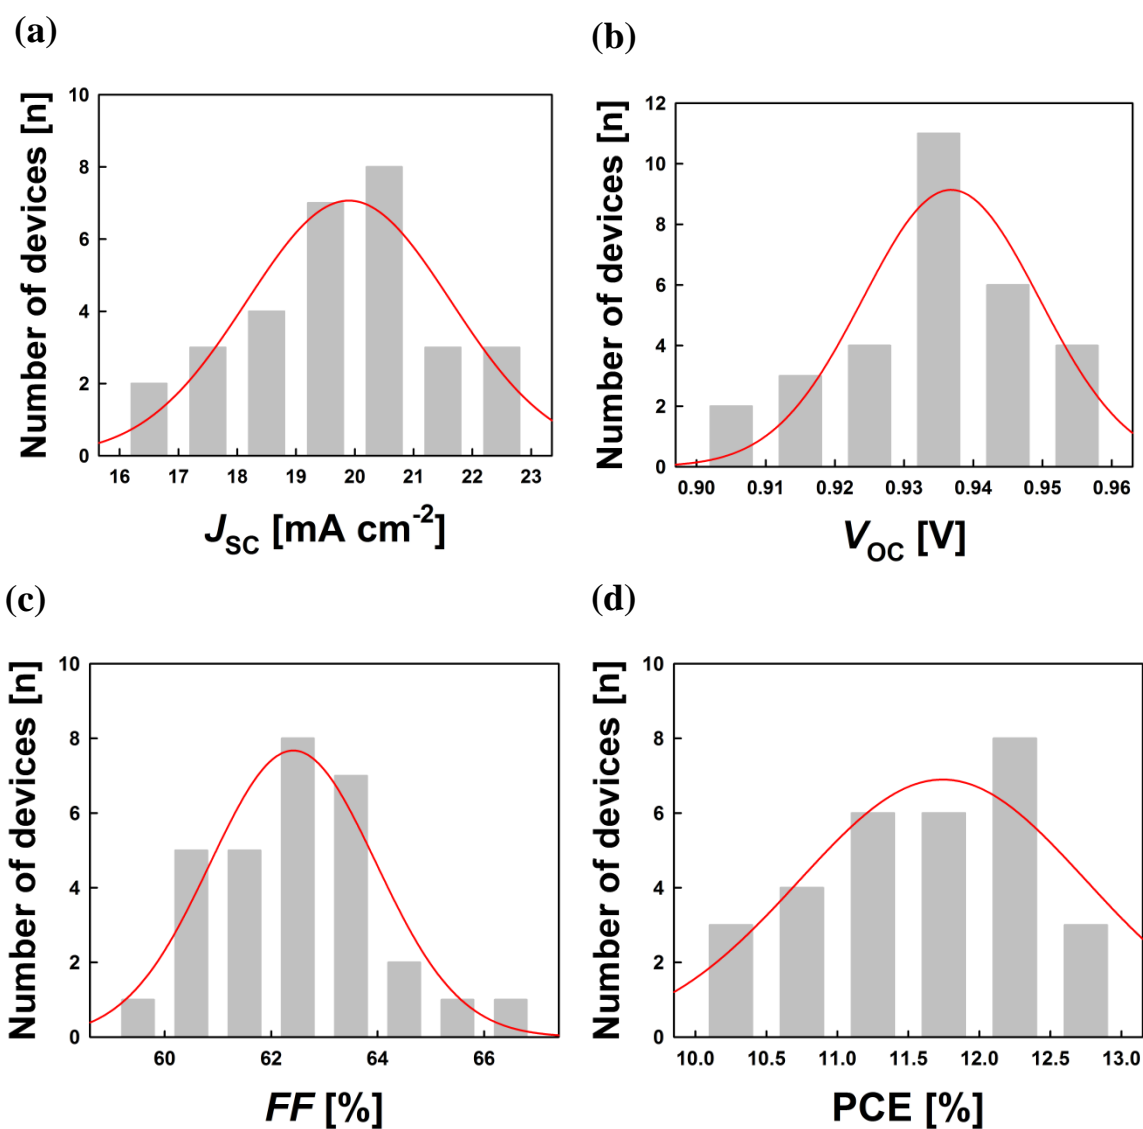 (a)
Number of devices [n]
10
8
6
4
2
0
16 17 18 19 20 21 22 23
JSC [mA cm-2]
(b)
Number of devices [n]
12
10
8
6
4
2
0
0.90 0.91 0.92 0.93 0.94 0.95 0.96
VOC [V]
(c)
Number of devices [n]
10
8
6
4
2
0
60 62 64 66
FF [%]
(d)
Number of devices [n]
10
8
6
4
2
0
10.0 10.5 11.0 11.5 12.0 12.5 13.0
PCE [%]